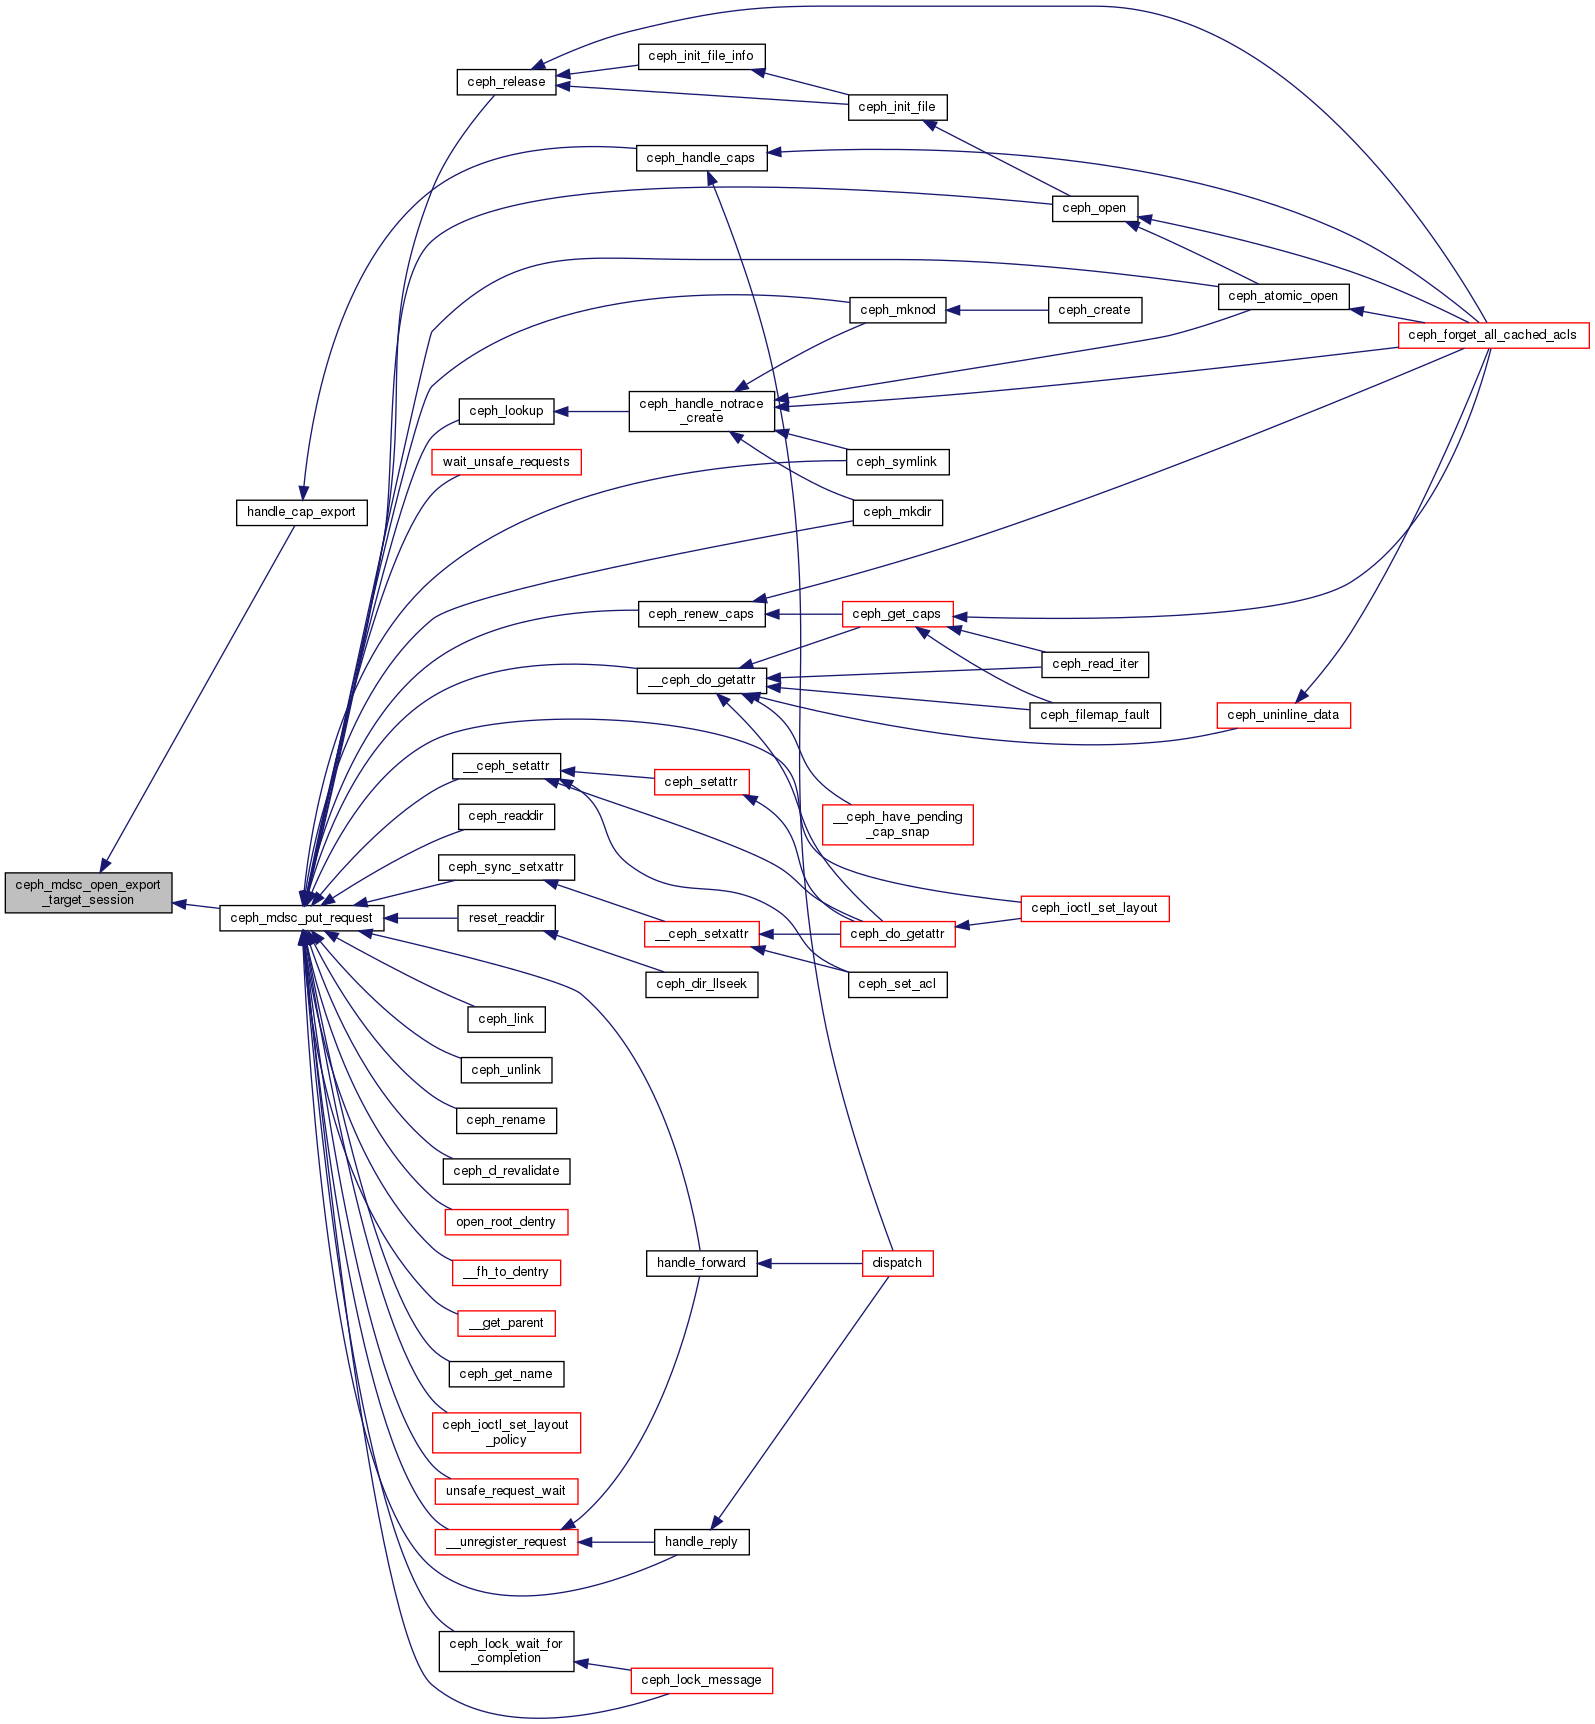 ceph_release
ceph_init_file_info
ceph_init_file
ceph_handle_caps
ceph_open
ceph_atomic_open
ceph_mknod
ceph_create
ceph_forget_all_cached_acls
ceph_lookup
ceph_handle_notrace
_create
wait_unsafe_requests
ceph_symlink
handle_cap_export
ceph_mkdir
ceph_renew_caps
ceph_get_caps
ceph_read_iter
__ceph_do_getattr
ceph_filemap_fault
ceph_uninline_data
__ceph_setattr
ceph_setattr
ceph_readdir
__ceph_have_pending
_cap_snap
ceph_sync_setxattr
ceph_mdsc_open_export
_target_session
ceph_mdsc_put_request
reset_readdir
__ceph_setxattr
ceph_do_getattr
ceph_ioctl_set_layout
ceph_dir_llseek
ceph_set_acl
ceph_link
ceph_unlink
ceph_rename
ceph_d_revalidate
open_root_dentry
__fh_to_dentry
handle_forward
dispatch
__get_parent
ceph_get_name
ceph_ioctl_set_layout
_policy
unsafe_request_wait
__unregister_request
handle_reply
ceph_lock_wait_for
_completion
ceph_lock_message